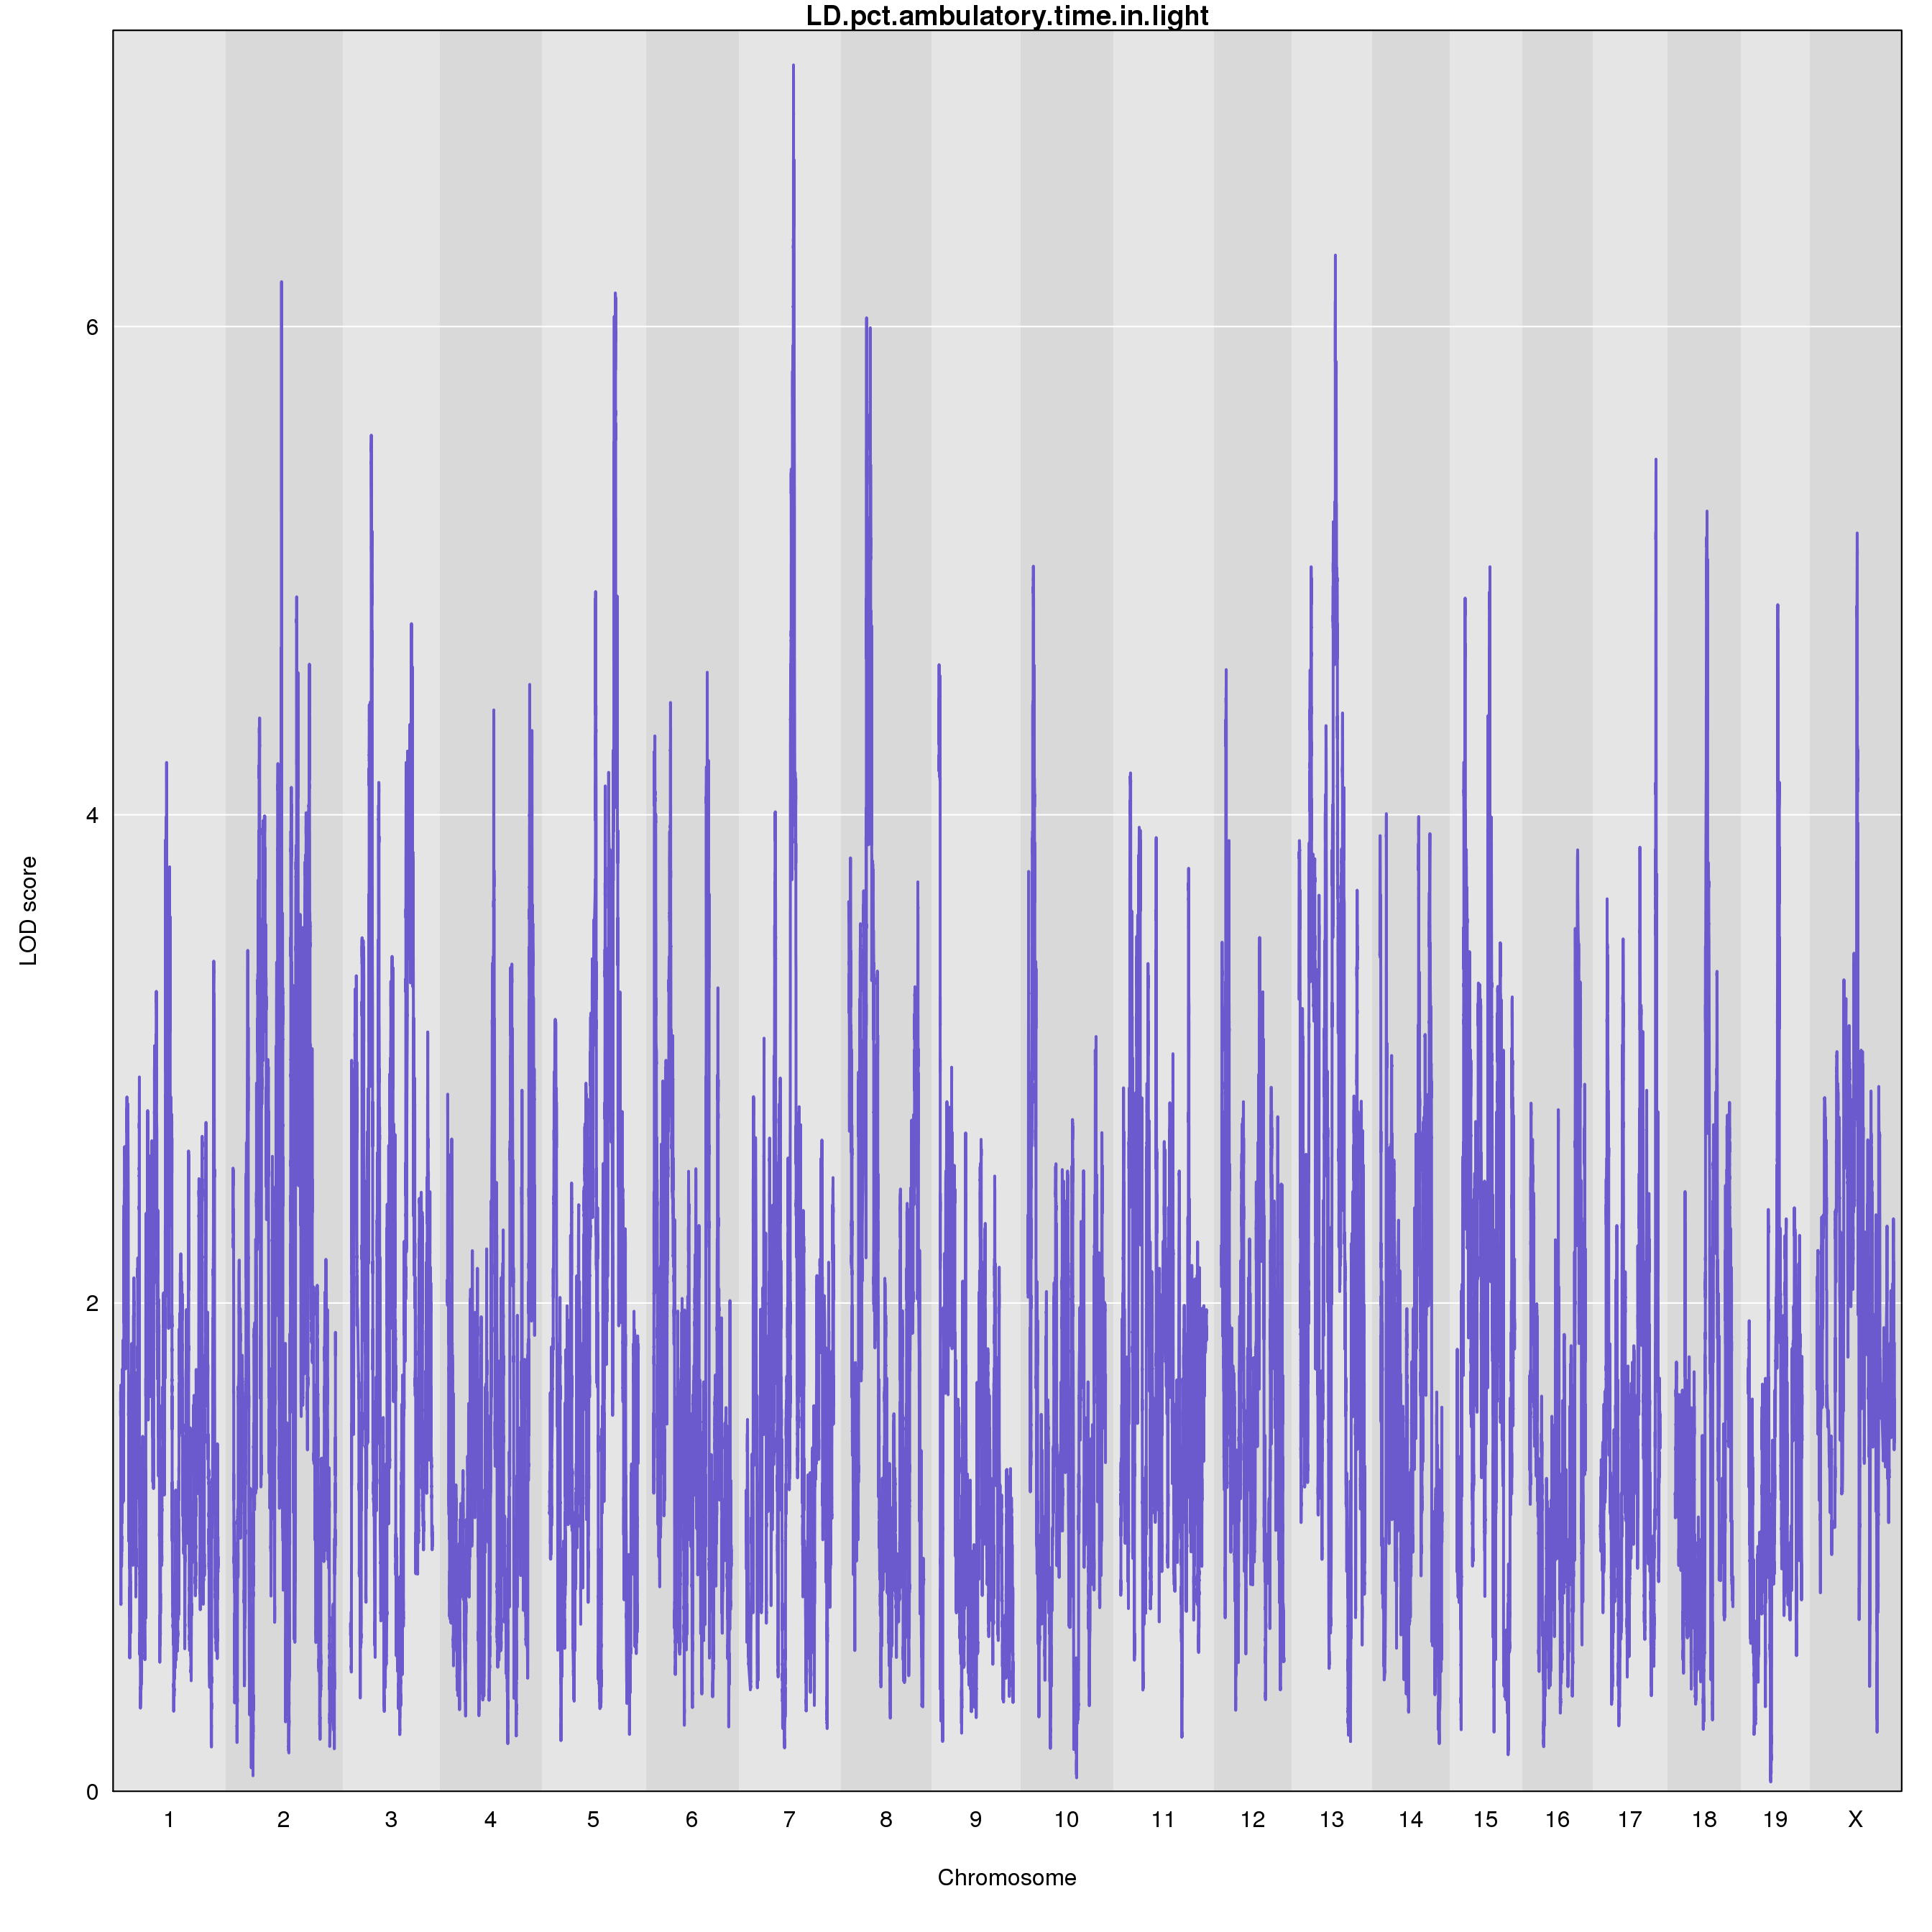 LD.pct.ambulatory.time.in.light
6
4
2
0
LOD score
1 2 3 4 5 6 7 8 9 10 11 12 13 14 15 16 17 18 19 X
Chromosome